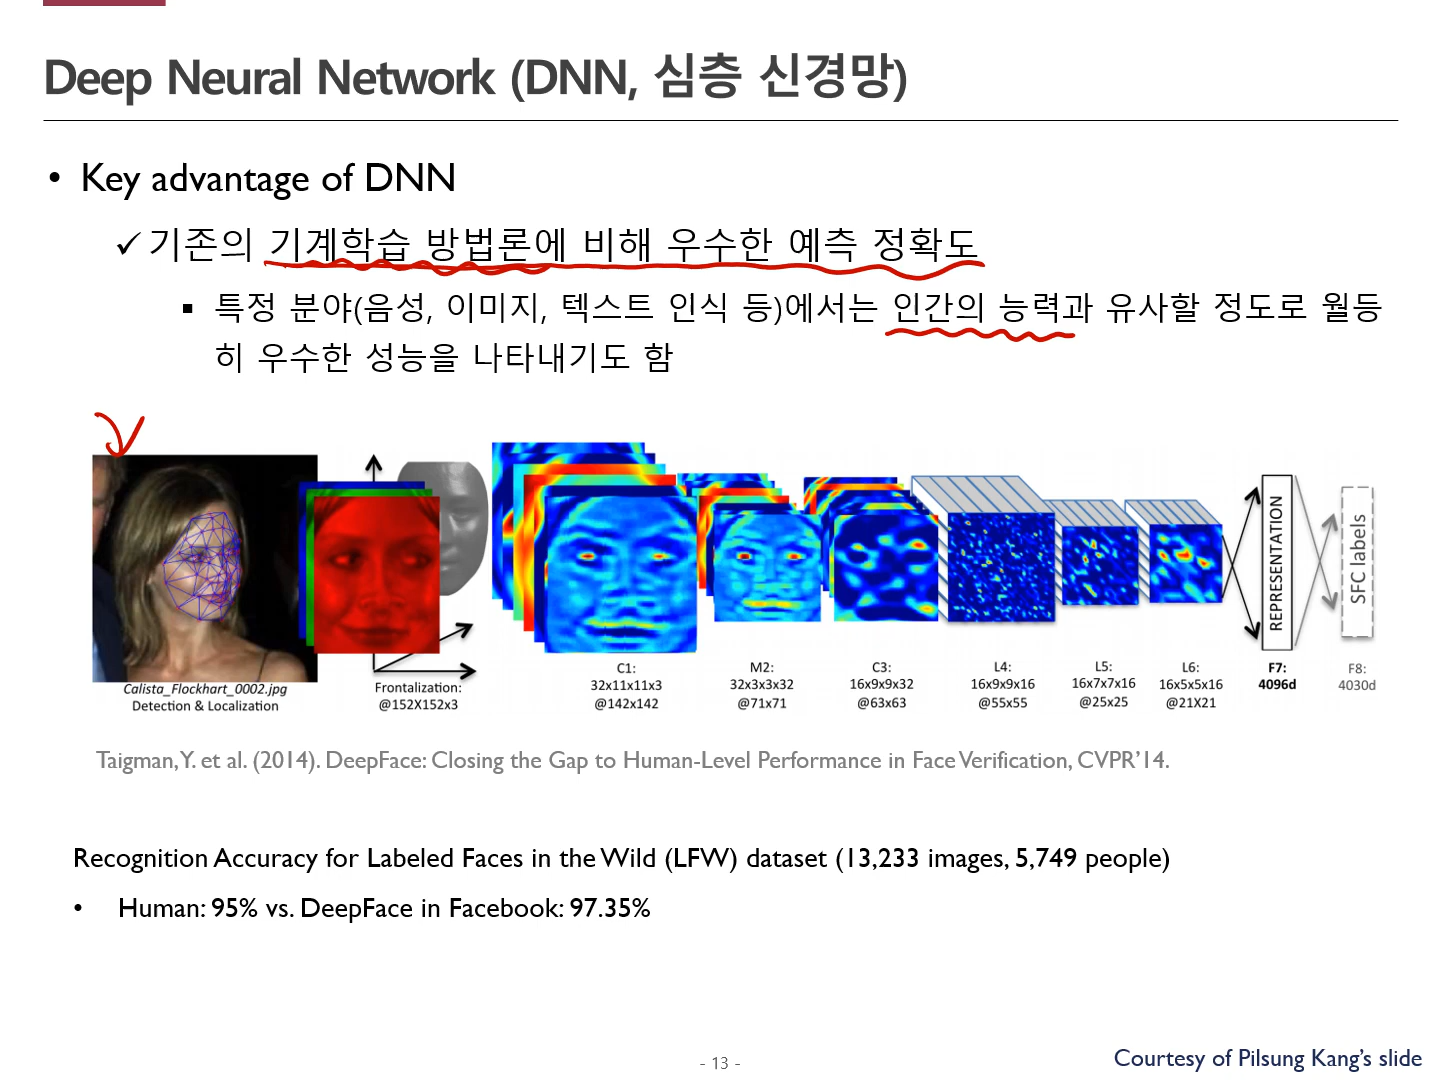 Deep Neural Network (DNN, 심층 신경망)
• Key advantage of DNN
✓ 기존의 기계학습 방법론에 비해 우수한 예측 정확도
▪ 특정 분야(음성, 이미지, 텍스트 인식 등)에서는 인간의 능력과 유사할 정도로 월등
히 우수한 성능을 나타내기도 함
Calista_Flockhart_0002.jpg
Detection & Localization
Frontalization:
@152X152x3
C1:
32x11x11x3
@142x142
M2:
32x3x3x32
@71x71
C3:
16x9x9x32
@63x63
L4:
16x9x9x16
@55x55
L5:
16x7x7x16
@25x25
L6:
16x5x5x16
@21X21
REPRESENTATION
F7:
4096d
SFC labels
F8:
4030d
Taigman, Y. et al. (2014). DeepFace: Closing the Gap to Human-Level Performance in Face Verification, CVPR'14.
Recognition Accuracy for Labeled Faces in the Wild (LFW) dataset (13,233 images, 5,749 people)
• Human: 95% vs. DeepFace in Facebook: 97.35%
- 13 -
Courtesy of Pilsung Kang's slide